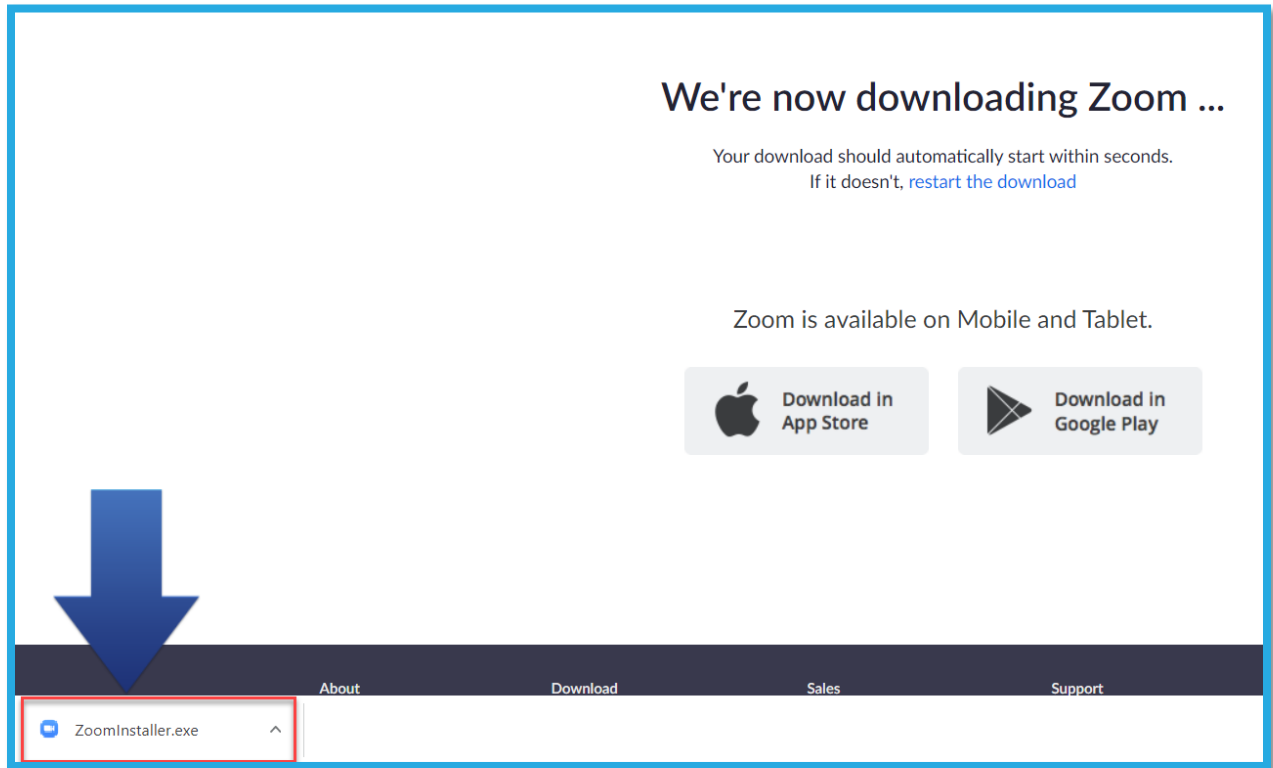 We're now downloading Zoom ...
Your download should automatically start within seconds.
If it doesn't, restart the download
Zoom is available on Mobile and Tablet.
Download in
App Store
Download in
Google Play
About
Download
Sales
Support
ZoomInstaller.exe